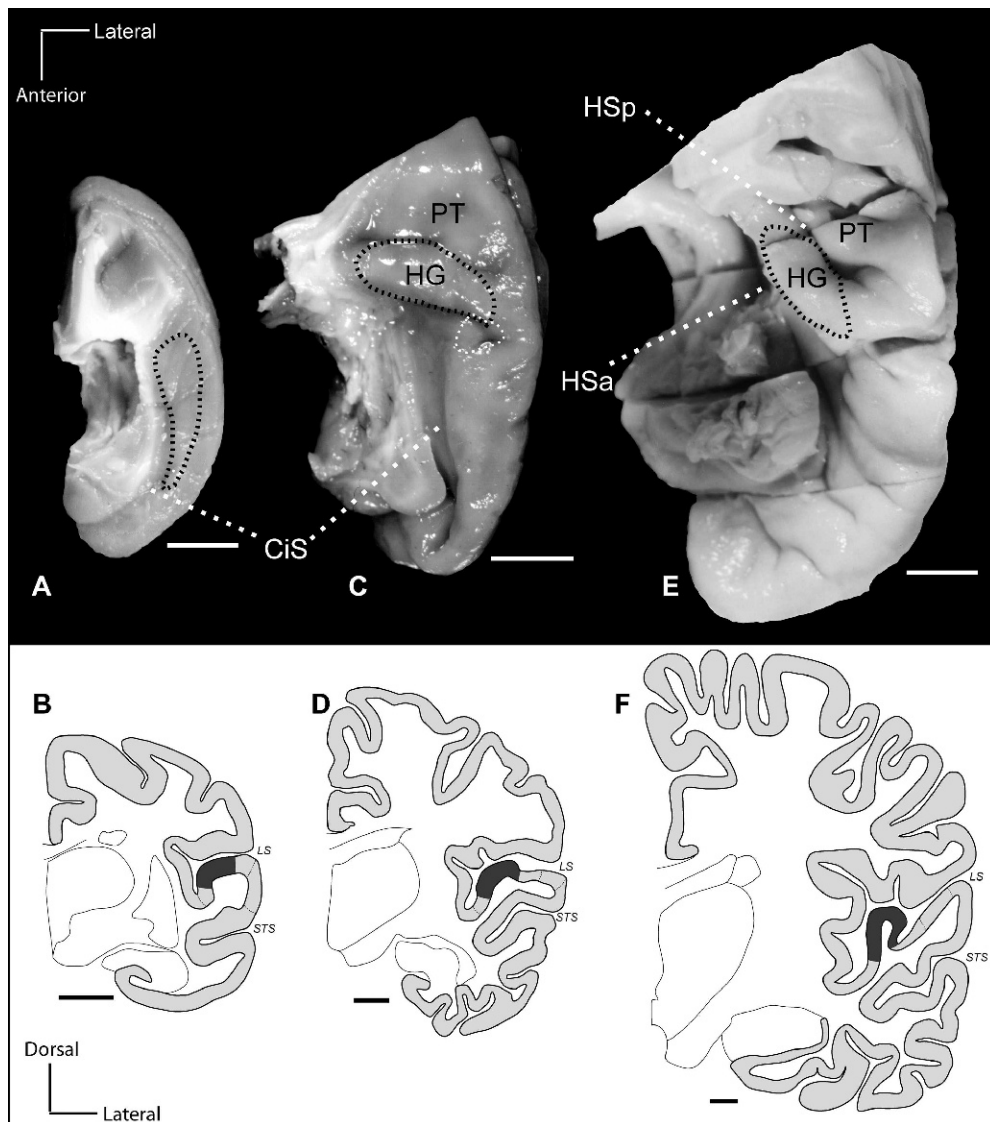 Lateral
Anterior
HSp
PT
PT
HG
HG
HSa
CiS
A
C
E
B
D
F
LS
LS
LS
STS
STS
STS
Dorsal
Lateral